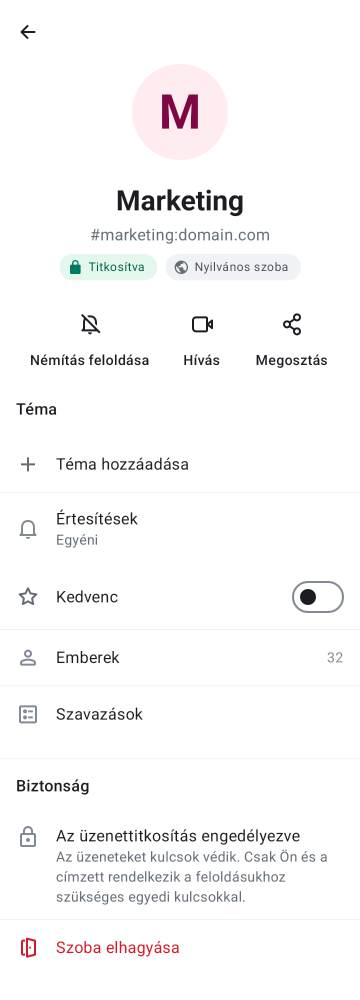 M
Marketing
#marketing:domain.com
Titkosítva
Nyilvános szoba
Némítás feloldása
Hívás
Megosztás
Téma
Téma hozzáadása
Értesítések
Egyéni
Kedvenc
Emberek
32
Szavazások
Biztonság
Az üzenettitkosítás engedélyezve
Az üzeneteket kulcsok védik. Csak Ön és a
címzett rendelkezik a feloldásukhoz
szükséges egyedi kulcsokkal.
Szoba elhagyása